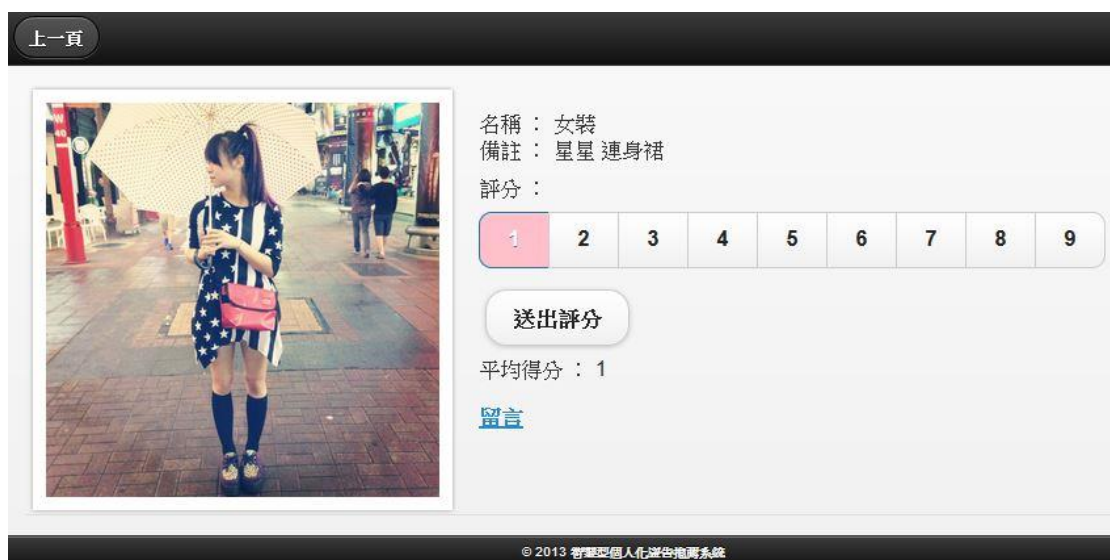 上一頁
名稱 : 女裝
備註 : 星星 連身裙
評分 :
1 2 3 4 5 6 7 8 9
送出評分
平均得分 : 1
留言
© 2013 智慧型個人化廣告推薦系統